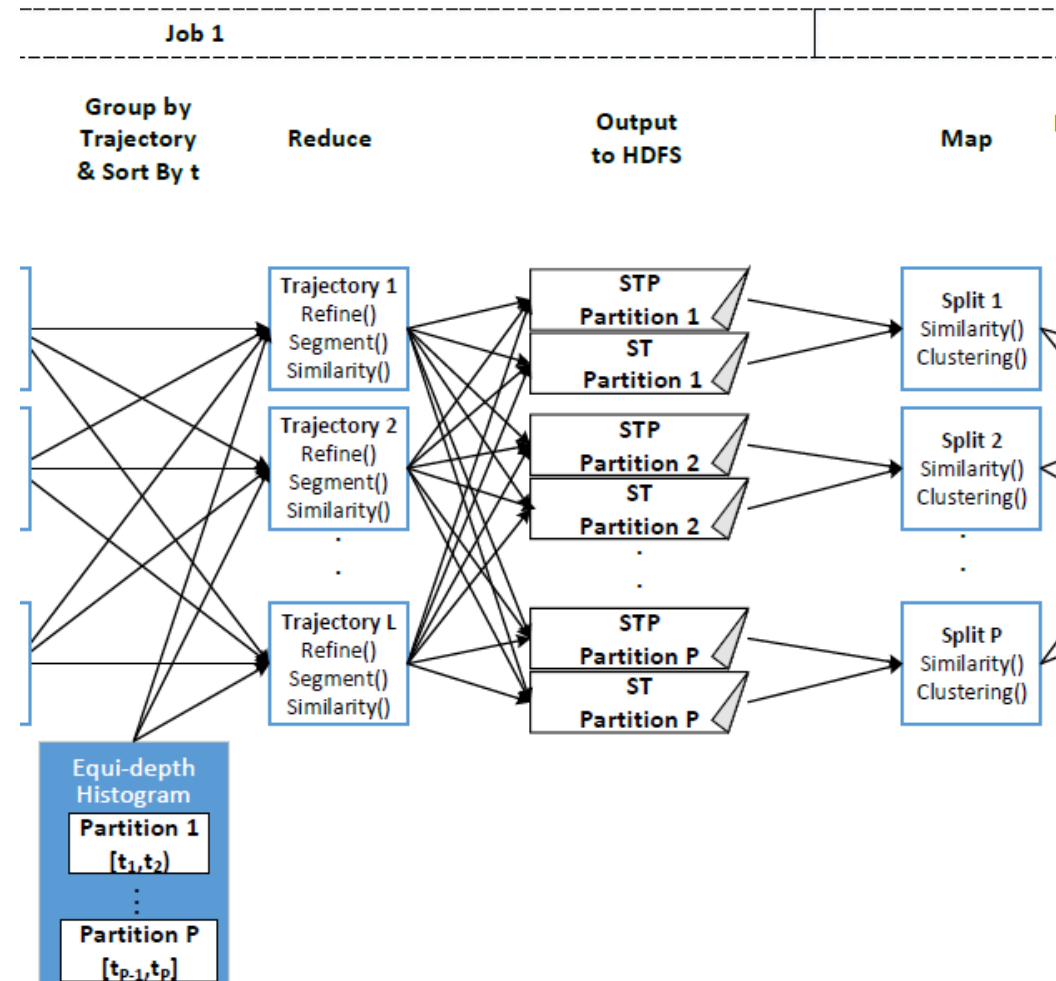 Job 1
Group by
Trajectory
& Sort By t
Reduce
Output
to HDFS
Map
Trajectory 1
Refine()
Segment()
Similarity()
Trajectory 2
Refine()
Segment()
Similarity()
.
.
Trajectory L
Refine()
Segment()
Similarity()
STP
Partition 1
ST
Partition 1
STP
Partition 2
ST
Partition 2
.
.
STP
Partition P
ST
Partition P
Split 1
Similarity()
Clustering()
Split 2
Similarity()
Clustering()
.
.
Split P
Similarity()
Clustering()
Equi-depth
Histogram
Partition 1
[t₁,t₂)
Partition P
[tP-1,tP]